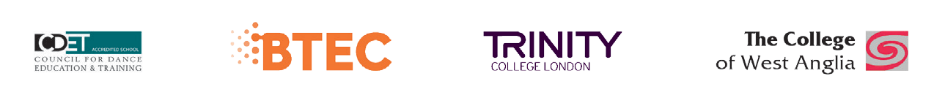 CDET ACCREDITED SCHOOL
COUNCIL FOR DANCE
EDUCATION & TRAINING
BTEC
TRINITY
COLLEGE LONDON
The College
of West Anglia